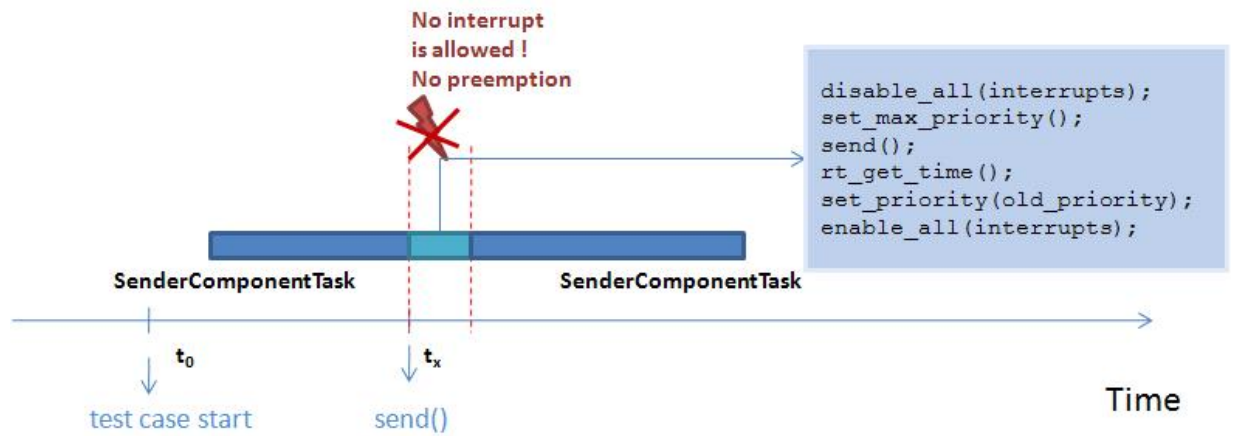 No interrupt
is allowed !
No preemption
disable_all(interrupts);
set_max_priority();
send();
rt_get_time();
set_priority(old_priority);
enable_all(interrupts);
SenderComponentTask
SenderComponentTask
t0
tx
test case start
send()
Time